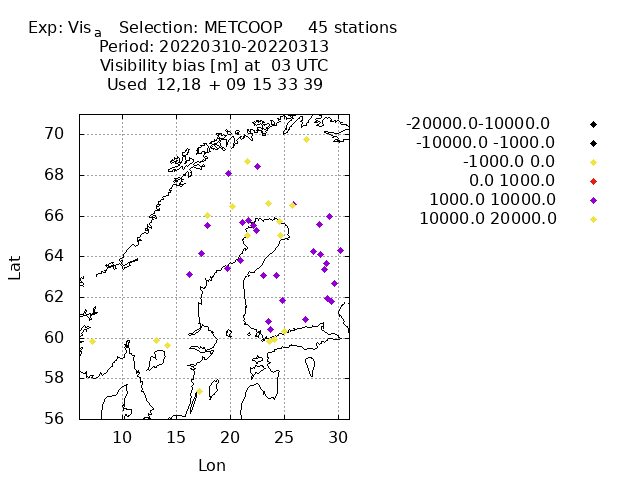 Exp: Vis a Selection: METCOOP 45 stations
Period: 20220310-20220313
Visibility bias [m] at 03 UTC
Used 12,18 + 09 15 33 39
-20000.0-10000.0
-10000.0 -1000.0
-1000.0 0.0
0.0 1000.0
1000.0 10000.0
10000.0 20000.0
70
68
66
64
62
60
58
56
Lat
10 15 20 25 30
Lon